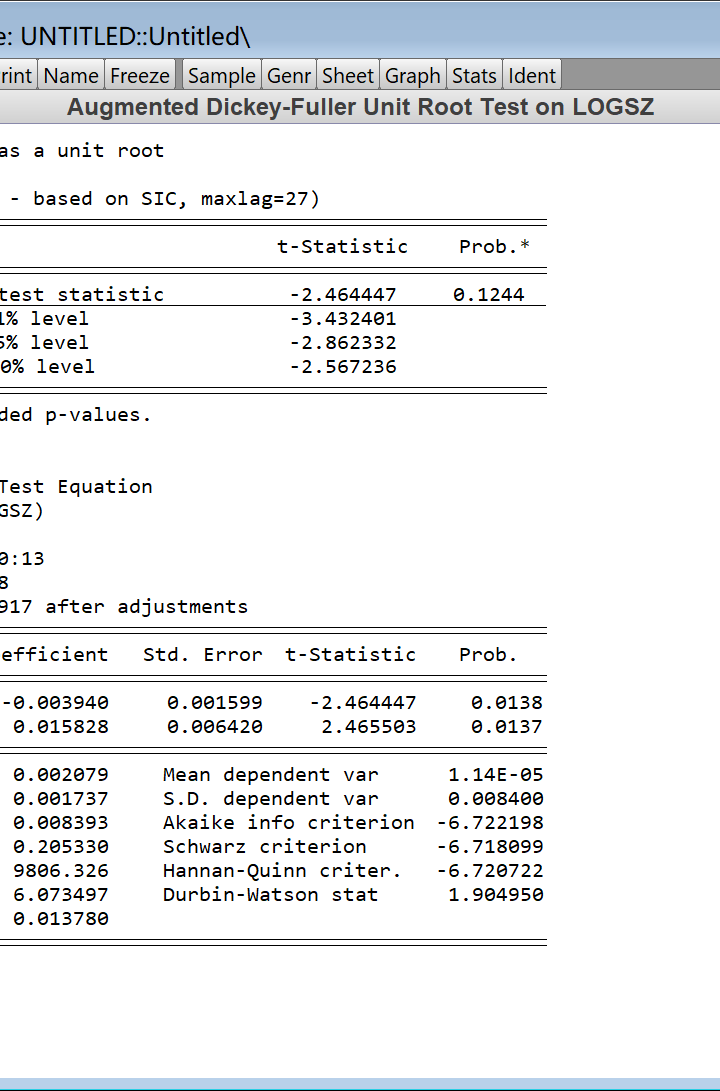 e: UNTITLED::Untitled\
rint Name Freeze Sample Genr Sheet Graph Stats Ident
Augmented Dickey-Fuller Unit Root Test on LOGSZ
as a unit root
- based on SIC, maxlag=27)
t-Statistic Prob.*
test statistic -2.464447 0.1244
1% level -3.432401
5% level -2.862332
0% level -2.567236
ded p-values.
Test Equation
GSZ)
0:13
8
917 after adjustments
efficient Std. Error t-Statistic Prob.
-0.003940 0.001599 -2.464447 0.0138
0.015828 0.006420 2.465503 0.0137
0.002079 Mean dependent var 1.14E-05
0.001737 S.D. dependent var 0.008400
0.008393 Akaike info criterion -6.722198
0.205330 Schwarz criterion -6.718099
9806.326 Hannan-Quinn criter. -6.720722
6.073497 Durbin-Watson stat 1.904950
0.013780